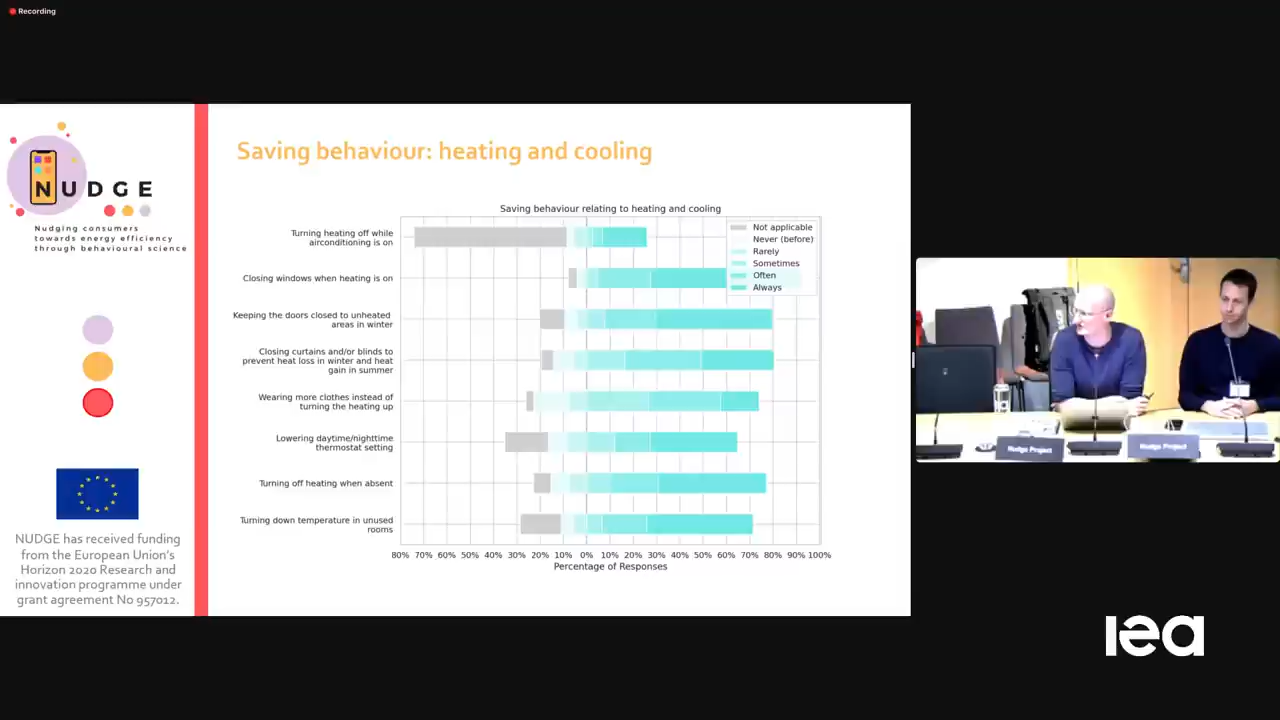 Recording
NUDGE
Nudging consumers
towards energy efficiency
through behavioural science
NUDGE has received funding
from the European Union's
Horizon 2020 Research and
innovation programme under
grant agreement No 957012.
Saving behaviour: heating and cooling
Saving behaviour relating to heating and cooling
Turning heating off while
airconditioning is on
Closing windows when heating is on
Keeping the doors closed to unheated
areas in winter
Closing curtains and/or blinds to
prevent heat loss in winter and heat
gain in summer
Wearing more clothes instead of
turning the heating up
Lowering daytime/nighttime
thermostat setting
Turning off heating when absent
Turning down temperature in unused
rooms
Not applicable
Never (before)
Rarely
Sometimes
Often
Always
80% 70% 60% 50% 40% 30% 20% 10% 0% 10% 20% 30% 40% 50% 60% 70% 80% 90% 100%
Percentage of Responses
Nudge Project
Nudge Project
iea